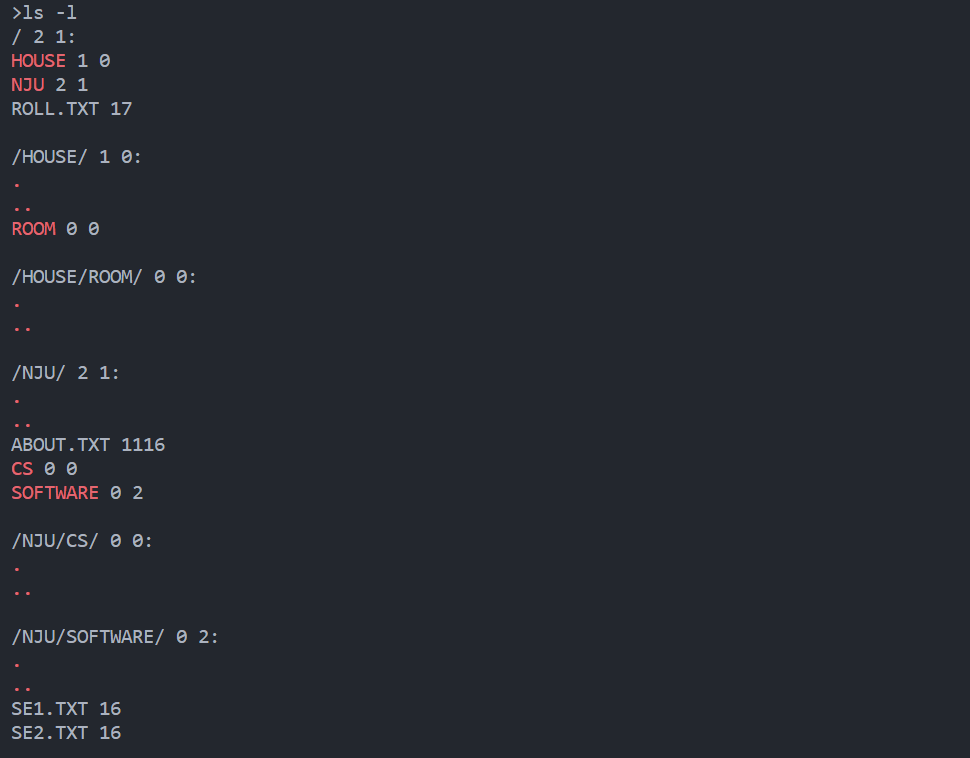 >ls -l
/ 2 1:
HOUSE 1 0
NJU 2 1
ROLL.TXT 17
/HOUSE/ 1 0:
.
..
ROOM 0 0
/HOUSE/ROOM/ 0 0:
.
..
/NJU/ 2 1:
.
..
ABOUT.TXT 1116
CS 0 0
SOFTWARE 0 2
/NJU/CS/ 0 0:
.
..
/NJU/SOFTWARE/ 0 2:
.
..
SE1.TXT 16
SE2.TXT 16